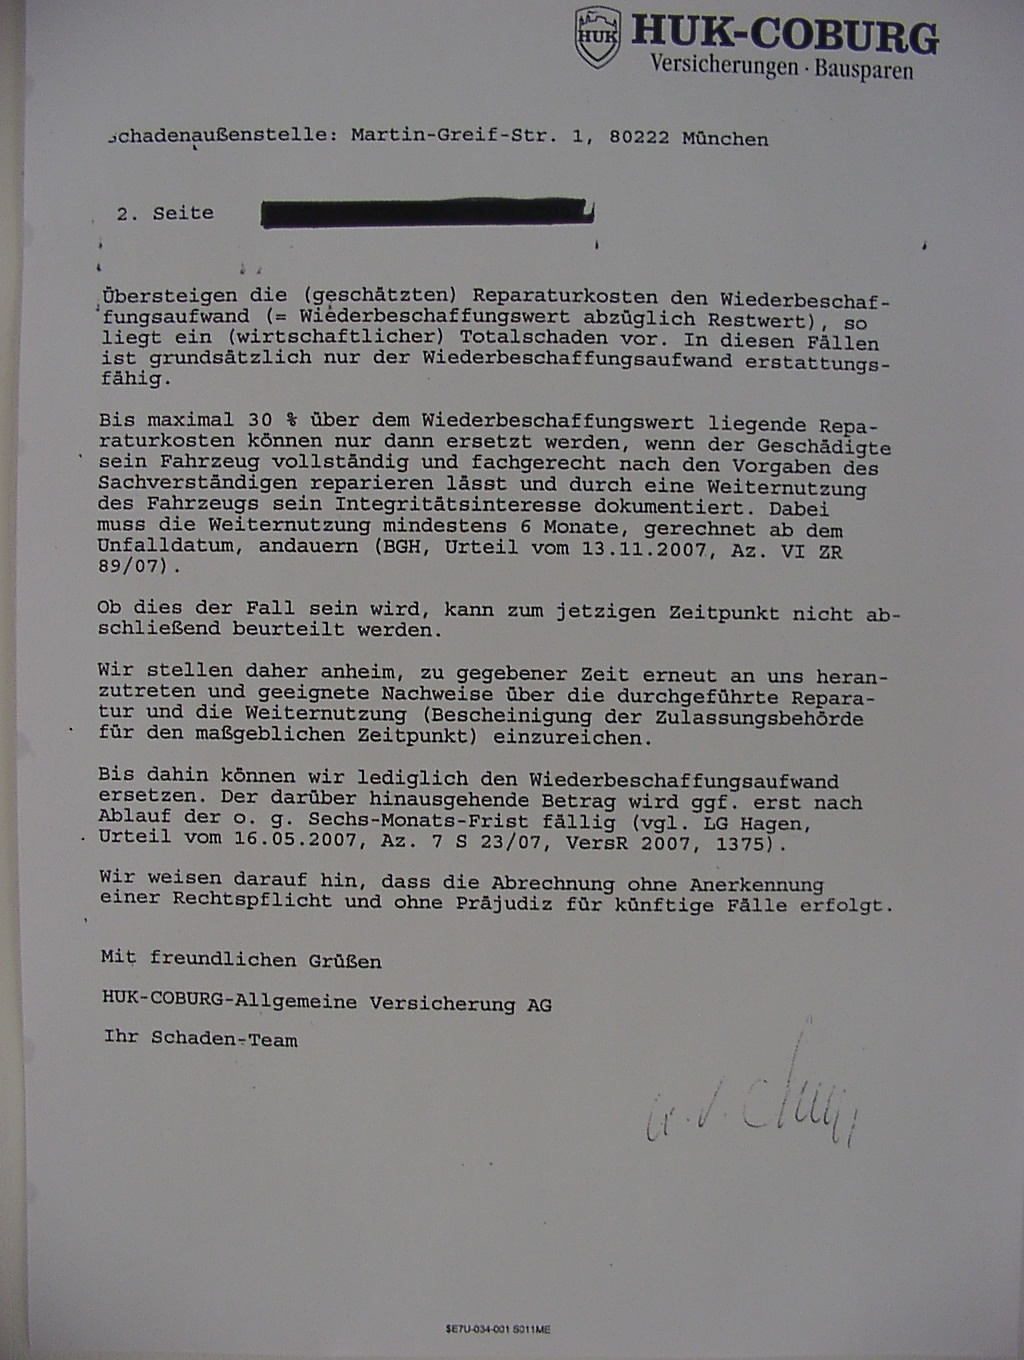 HUK
HUK-COBURG
Versicherungen · Bausparen
Schadenaußenstelle: Martin-Greif-Str. 1, 80222 München
2. Seite
Übersteigen die (geschätzten) Reparaturkosten den Wiederbeschaf-
fungsaufwand (= Wiederbeschaffungswert abzüglich Restwert), so
liegt ein (wirtschaftlicher) Totalschaden vor. In diesen Fällen
ist grundsätzlich nur der Wiederbeschaffungsaufwand erstattungs-
fähig.
Bis maximal 30 % über dem Wiederbeschaffungswert liegende Repa-
raturkosten können nur dann ersetzt werden, wenn der Geschädigte
sein Fahrzeug vollständig und fachgerecht nach den Vorgaben des
Sachverständigen reparieren lässt und durch eine Weiternutzung
des Fahrzeugs sein Integritätsinteresse dokumentiert. Dabei
muss die Weiternutzung mindestens 6 Monate, gerechnet ab dem
Unfalldatum, andauern (BGH, Urteil vom 13.11.2007, Az. VI ZR
89/07).
Ob dies der Fall sein wird, kann zum jetzigen Zeitpunkt nicht ab-
schließend beurteilt werden.
Wir stellen daher anheim, zu gegebener Zeit erneut an uns heran-
zutreten und geeignete Nachweise über die durchgeführte Repara-
tur und die Weiternutzung (Bescheinigung der Zulassungsbehörde
für den maßgeblichen Zeitpunkt) einzureichen.
Bis dahin können wir lediglich den Wiederbeschaffungsaufwand
ersetzen. Der darüber hinausgehende Betrag wird ggf. erst nach
Ablauf der o. g. Sechs-Monats-Frist fällig (vgl. LG Hagen,
Urteil vom 16.05.2007, Az. 7 S 23/07, VersR 2007, 1375).
Wir weisen darauf hin, dass die Abrechnung ohne Anerkennung
einer Rechtspflicht und ohne Präjudiz für künftige Fälle erfolgt.
Mit freundlichen Grüßen
HUK-COBURG-Allgemeine Versicherung AG
Ihr Schaden-Team
$E7U-034-001 S011ME